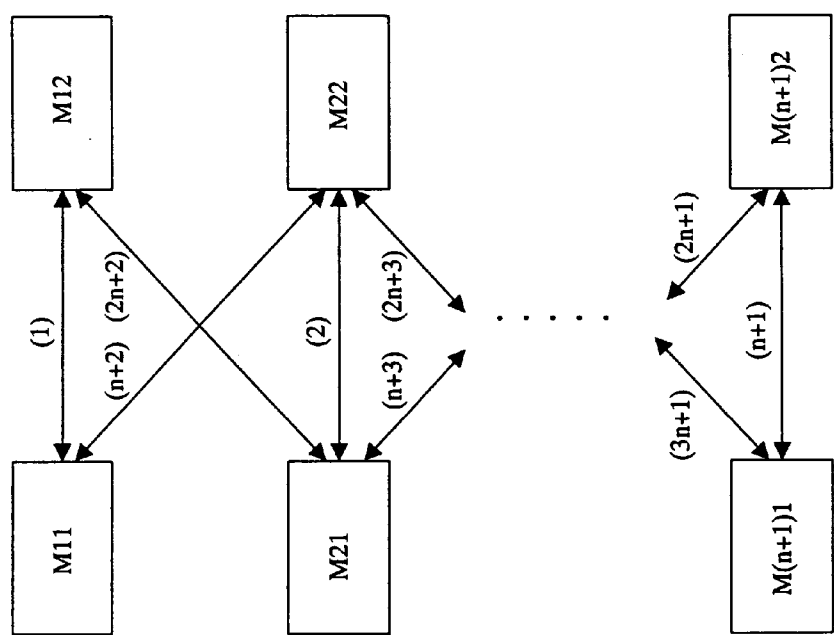 M12
M22
M(n+1)2
(1)
(2n+2)
(n+2)
(2)
(2n+3)
(n+3)
. . . . .
(2n+1)
(n+1)
(3n+1)
M11
M21
M(n+1)1